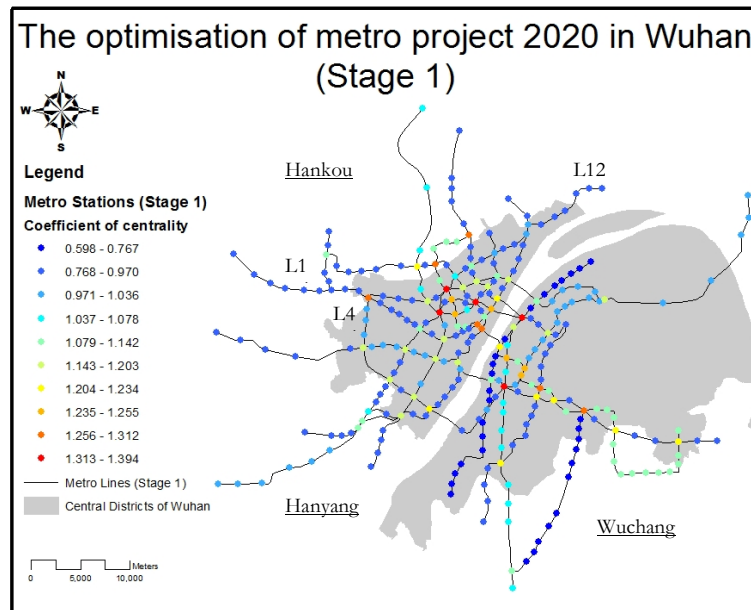 The optimisation of metro project 2020 in Wuhan
(Stage 1)
N
W E
S
Legend
Metro Stations (Stage 1)
Coefficient of centrality
0.598 - 0.767
0.768 - 0.970
0.971 - 1.036
1.037 - 1.078
1.079 - 1.142
1.143 - 1.203
1.204 - 1.234
1.235 - 1.255
1.256 - 1.312
1.313 - 1.394
Metro Lines (Stage 1)
Central Districts of Wuhan
Meters
0 5,000 10,000
Hankou
L12
L1
L4
Hanyang
Wuchang